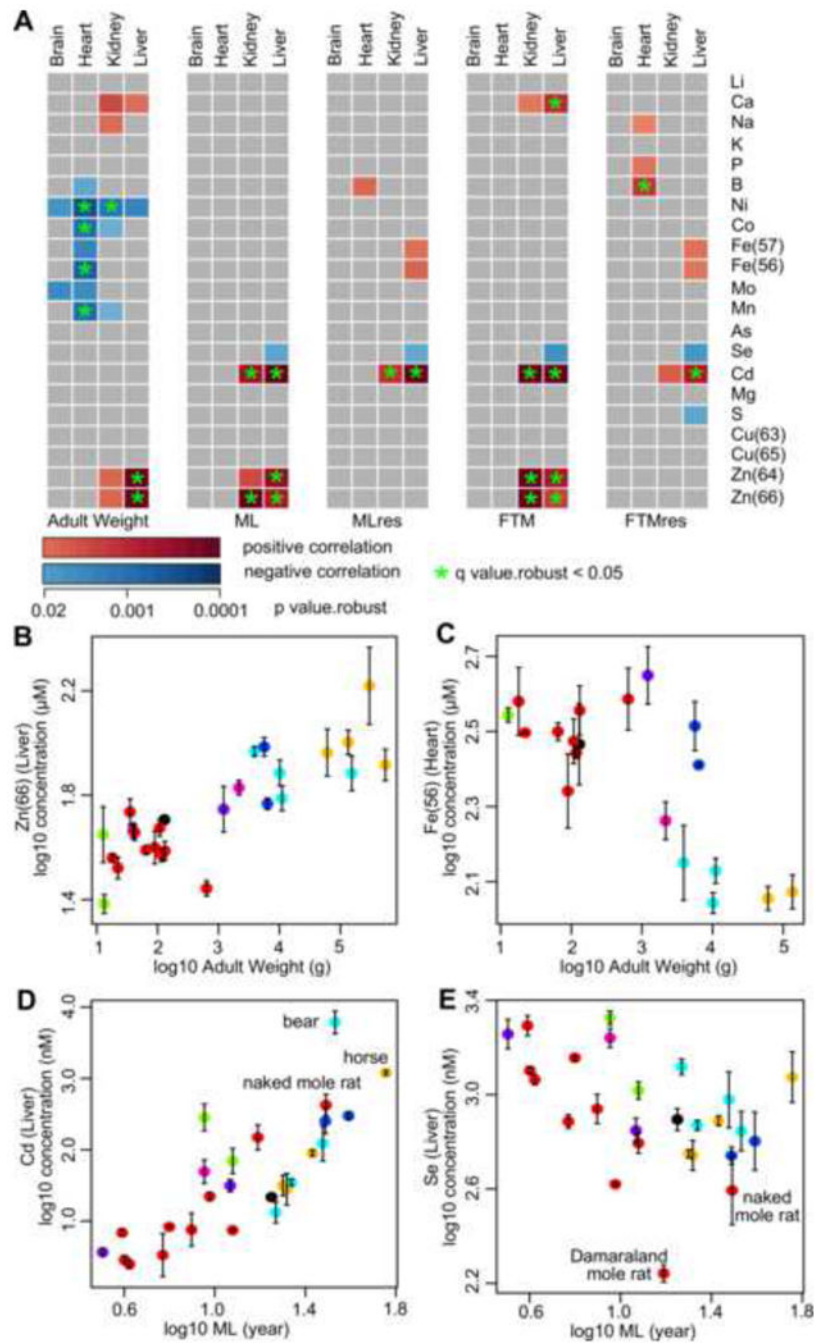 A
Brain Heart Kidney Liver Brain Heart Kidney Liver Brain Heart Kidney Liver Brain Heart Kidney Liver Brain Heart Kidney Liver
Li
Ca
Na
K
P
B
Ni
Co
Fe(57)
Fe(56)
Mo
Mn
As
Se
Cd
Mg
S
Cu(63)
Cu(65)
Zn(64)
Zn(66)
Adult Weight ML MLres FTM FTMres
positive correlation
negative correlation * q value.robust < 0.05
0.02 0.001 0.0001 p value.robust
B
Zn(66) (Liver)
log10 concentration (µM)
2.2
1.8
1.4
1 2 3 4 5
log10 Adult Weight (g)
C
Fe(56) (Heart)
log10 concentration (µM)
2.7
2.5
2.3
2.1
1 2 3 4 5
log10 Adult Weight (g)
D
Cd (Liver)
log10 concentration (nM)
4.0
3.0
2.0
1.0
bear
horse
naked mole rat
0.6 1.0 1.4 1.8
log10 ML (year)
E
Se (Liver)
log10 concentration (nM)
3.4
3.0
2.6
2.2
naked
mole rat
Damaraland
mole rat
0.6 1.0 1.4 1.8
log10 ML (year)